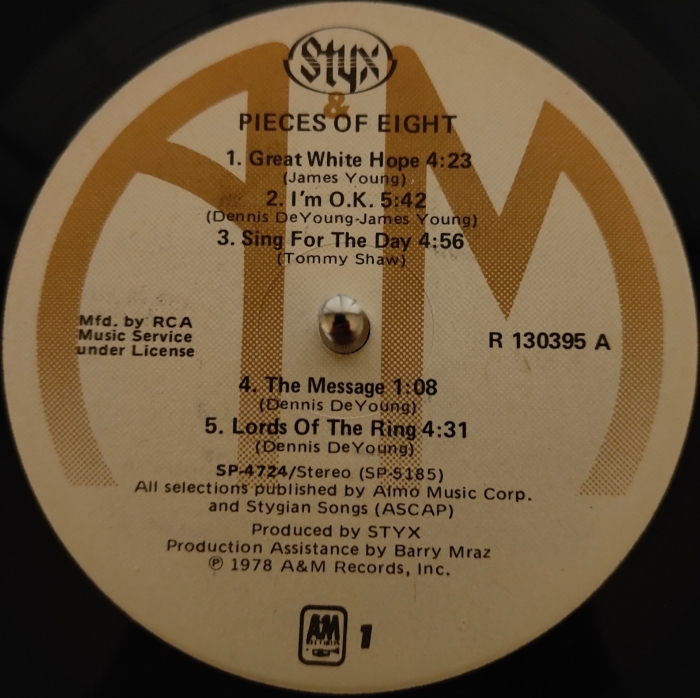 Styx
&
PIECES OF EIGHT
1. Great White Hope 4:23
(James Young)
2. I'm O.K. 5:42
(Dennis DeYoung-James Young)
3. Sing For The Day 4:56
(Tommy Shaw)
Mfd. by RCA
Music Service
under License
R 130395 A
4. The Message 1:08
(Dennis DeYoung)
5. Lords Of The Ring 4:31
(Dennis DeYoung)
SP-4724/Stereo (SP-5185)
All selections published by Almo Music Corp.
and Stygian Songs (ASCAP)
Produced by STYX
Production Assistance by Barry Mraz
℗ 1978 A&M Records, Inc.
AM
1